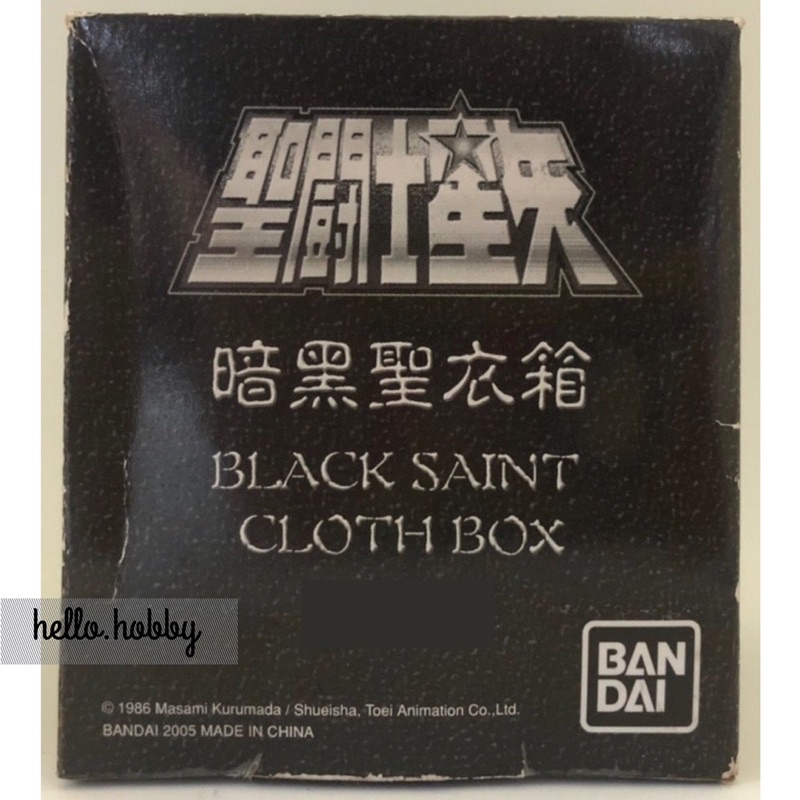 聖闘士星矢
暗黒聖衣箱
BLACK SAINT
CLOTH BOX
hello.hobby
BAN
DAI
© 1986 Masami Kurumada / Shueisha, Toei Animation Co.,Ltd.
BANDAI 2005 MADE IN CHINA